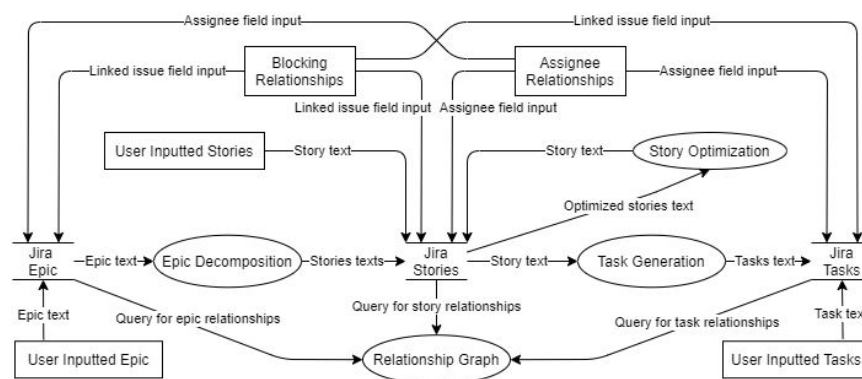 Assignee field input
Linked issue field input
Blocking
Relationships
Assignee
Relationships
Linked issue field input
Assignee field input
Linked issue field input
Assignee field input
User Inputted Stories
Story text
Story text
Story Optimization
Optimized stories text
Jira
Epic
Epic text
Epic Decomposition
Stories texts
Jira
Stories
Story text
Task Generation
Tasks text
Jira
Tasks
Epic text
Query for epic relationships
Query for story relationships
Query for task relationships
Task text
User Inputted Epic
Relationship Graph
User Inputted Tasks